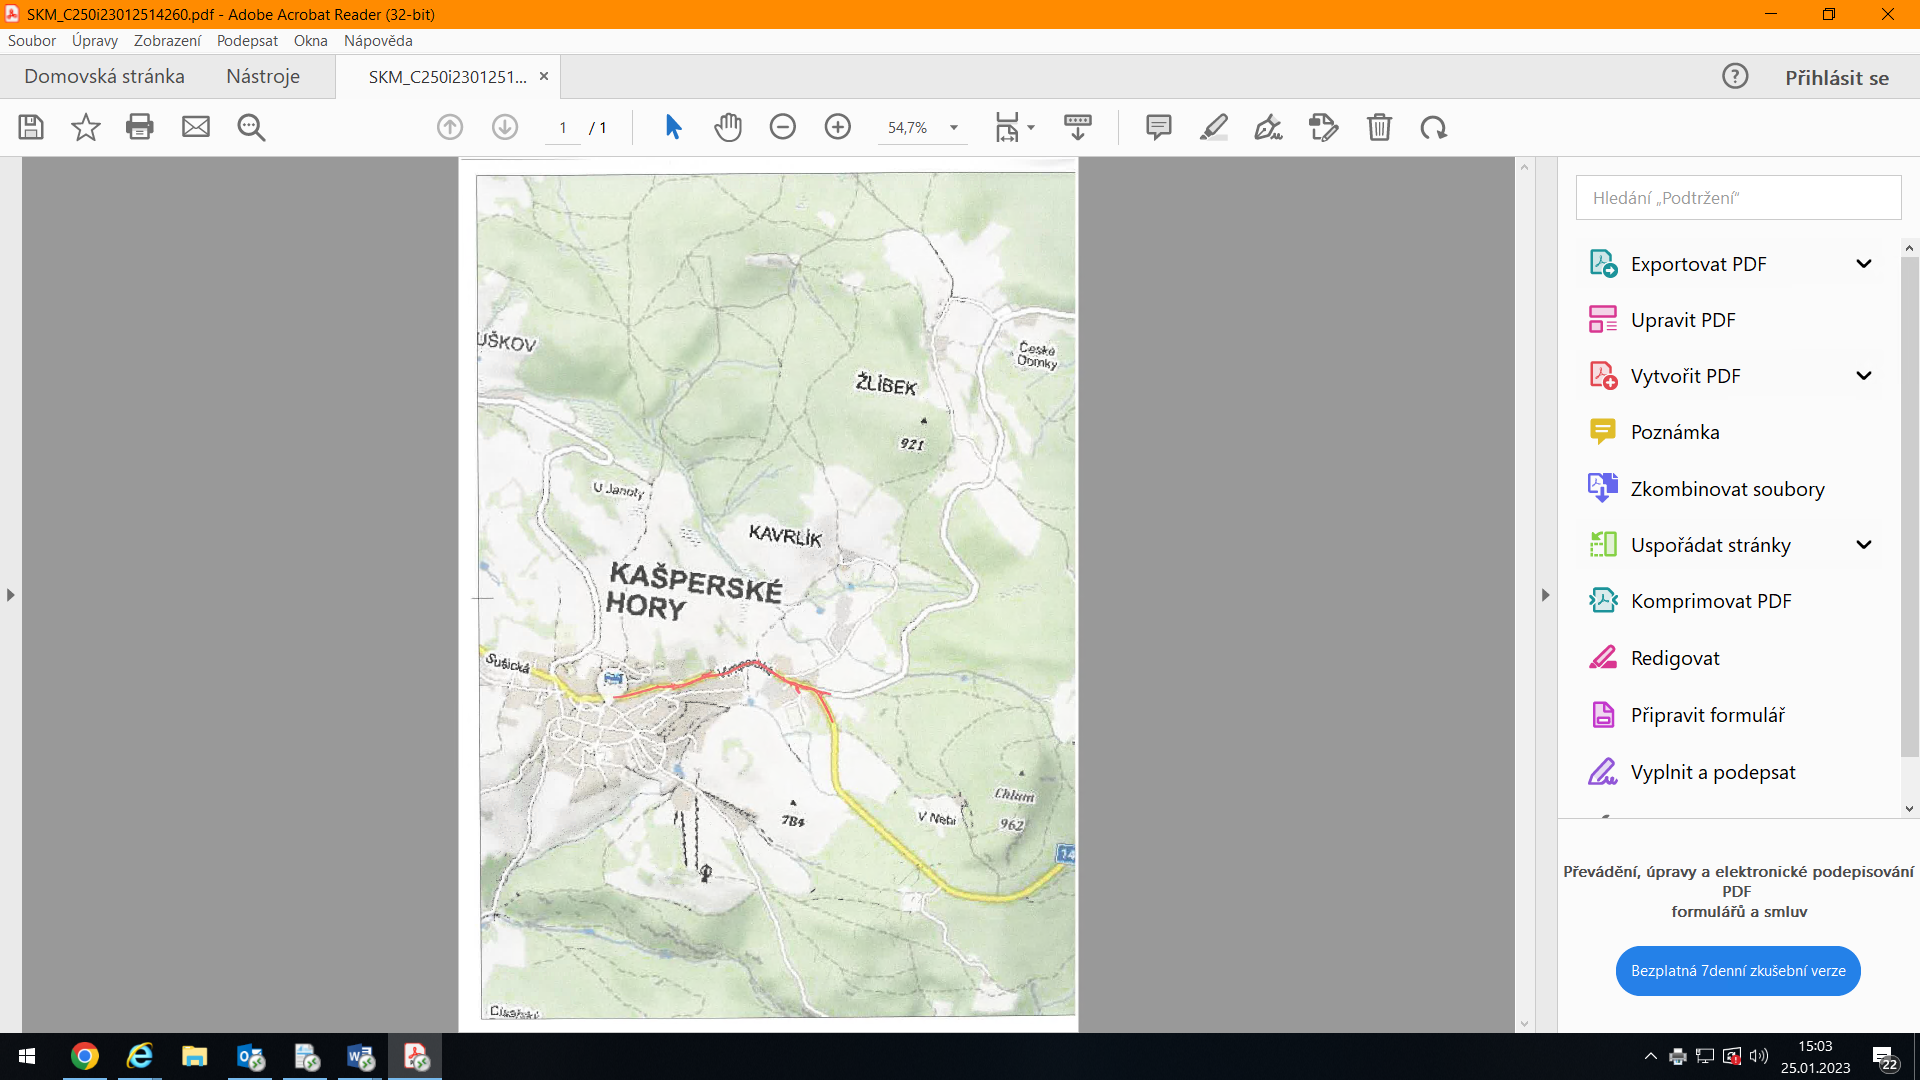 SKM_C250i23012514260.pdf - Adobe Acrobat Reader (32-bit)
Soubor Úpravy Zobrazení Podepsat Okna Nápověda
Domovská stránka Nástroje SKM_C250i2301251... × Přihlásit se
1 / 1 54,7%
Hledání „Podtržení“
Exportovat PDF
Upravit PDF
Vytvořit PDF
Poznámka
Zkombinovat soubory
Uspořádat stránky
Komprimovat PDF
Redigovat
Připravit formulář
Vyplnit a podepsat
Převádění, úpravy a elektronické podepisování
PDF
formulářů a smluv
Bezplatná 7denní zkušební verze
UŠKOV
České
Domky
ŽLÍBEK
921
U Janoty
KAVRLÍK
KAŠPERSKÉ
HORY
Sušická
784
V Nebi
Chlum
962
14
15:03
25.01.2023
22